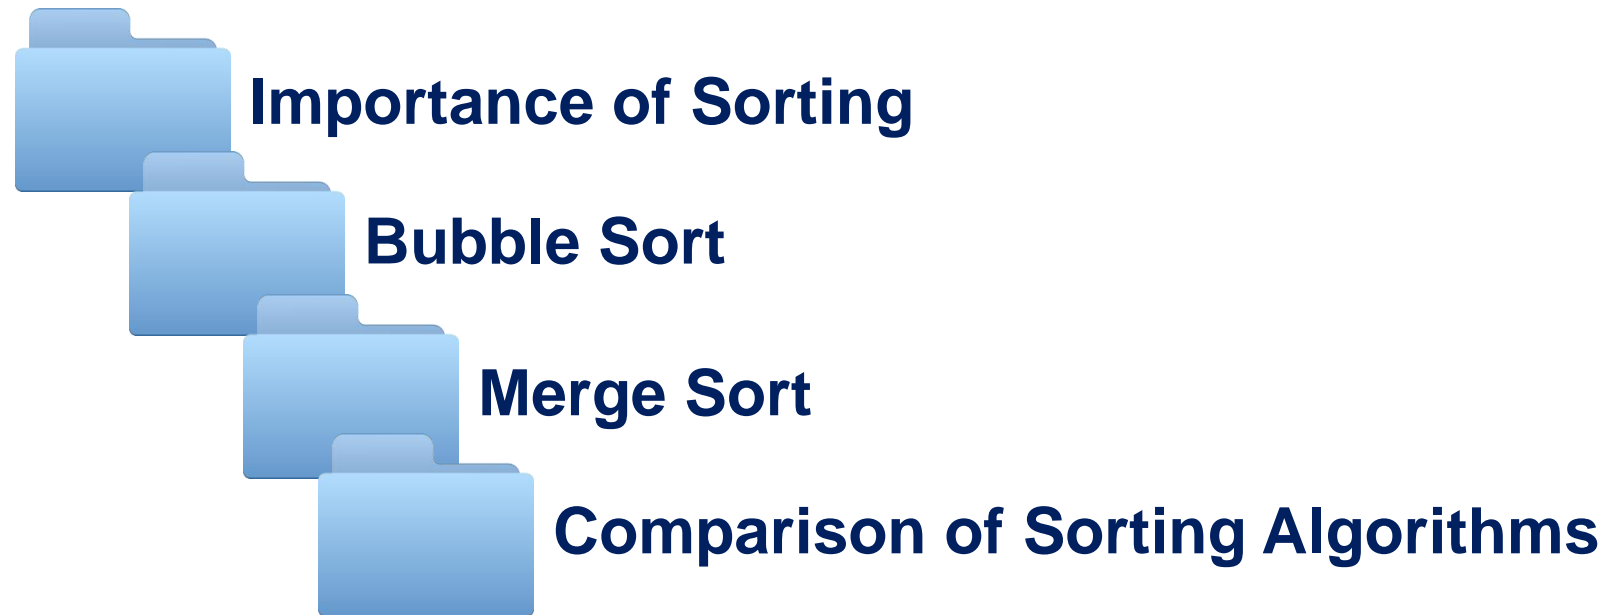 Importance of Sorting
Bubble Sort
Merge Sort
Comparison of Sorting Algorithms